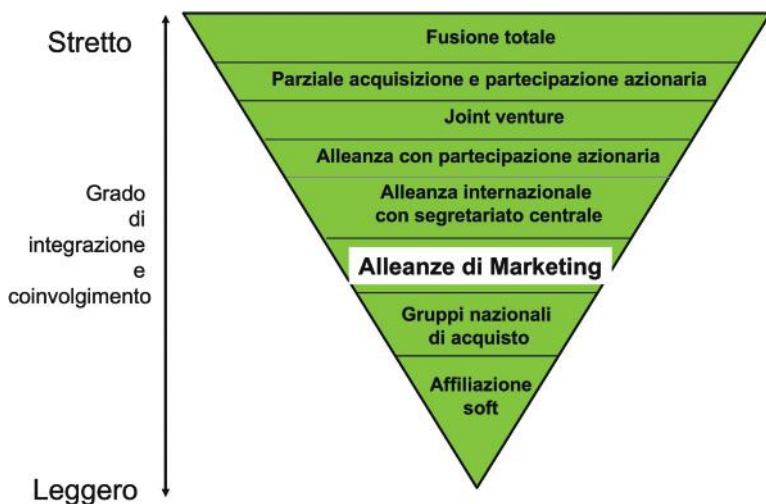 Stretto
Fusione totale
Parziale acquisizione e partecipazione azionaria
Joint venture
Alleanza con partecipazione azionaria
Alleanza internazionale
con segretariato centrale
Grado
di
integrazione
e
coinvolgimento
Alleanze di Marketing
Gruppi nazionali
di acquisto
Affiliazione
soft
Leggero